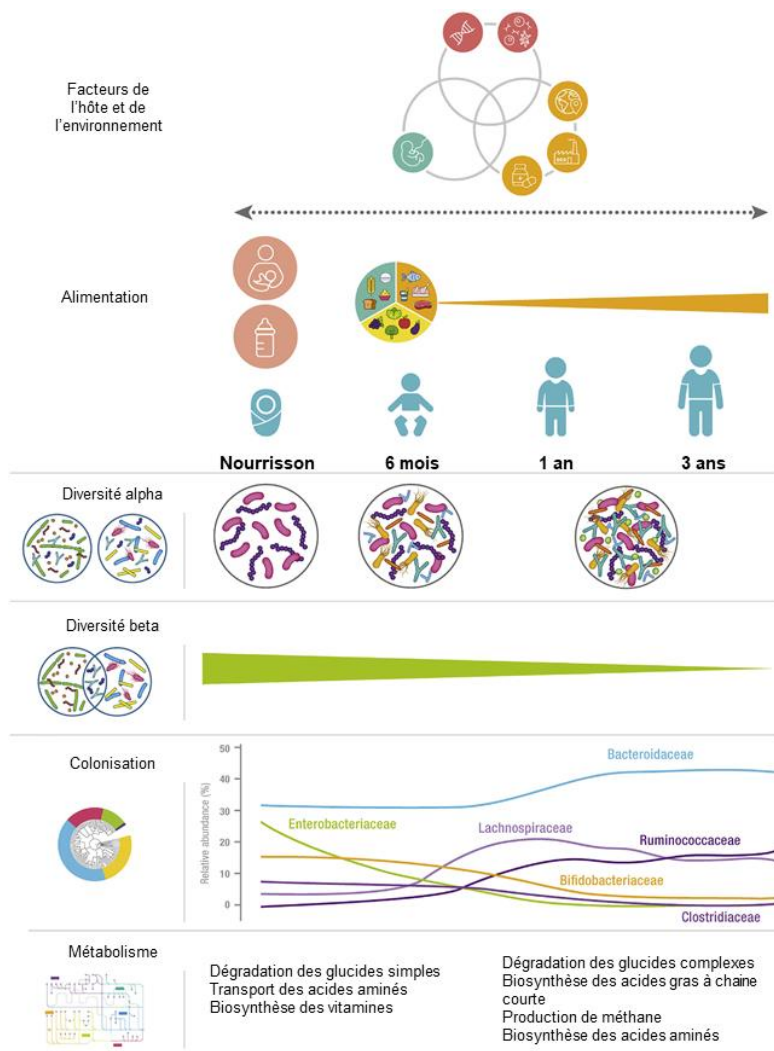 Facteurs de
l'hôte et de
l'environnement
Alimentation
Nourrisson
6 mois
1 an
3 ans
Diversité alpha
Diversité beta
Colonisation
Relative abundance (%)
50
40
30
20
10
0
Bacteroidaceae
Enterobacteriaceae
Lachnospiraceae
Ruminococcaceae
Bifidobacteriaceae
Clostridiaceae
Métabolisme
Dégradation des glucides simples
Transport des acides aminés
Biosynthèse des vitamines
Dégradation des glucides complexes
Biosynthèse des acides gras à chaine
courte
Production de méthane
Biosynthèse des acides aminés